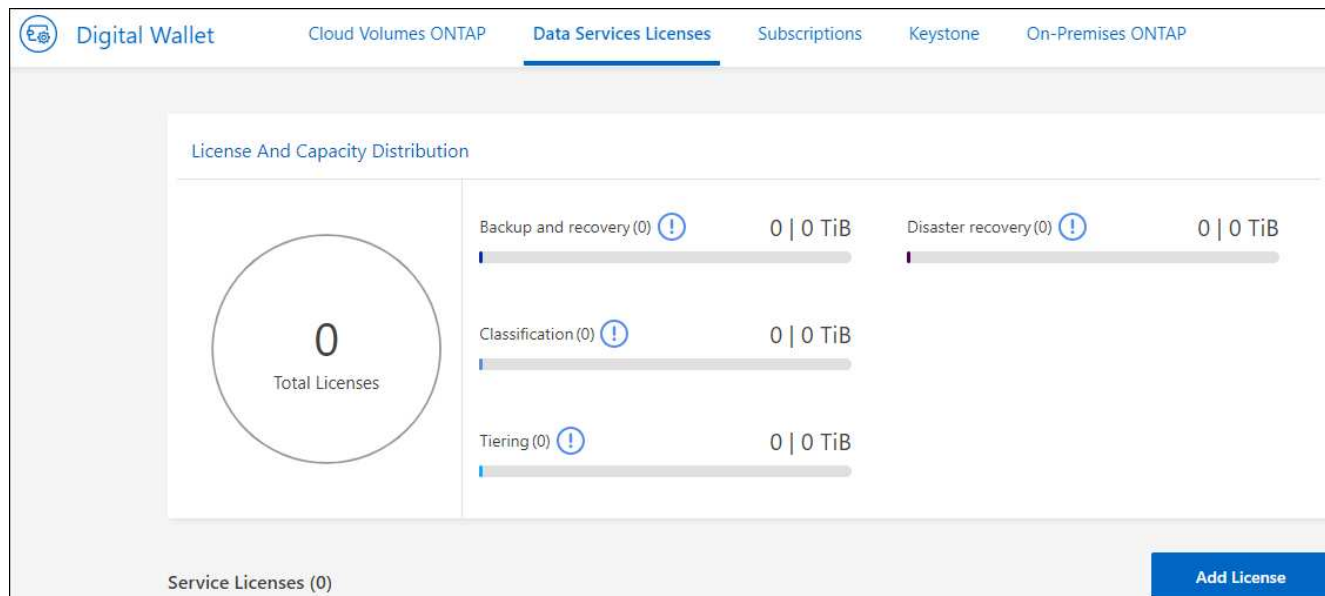 Digital Wallet Cloud Volumes ONTAP Data Services Licenses Subscriptions Keystone On-Premises ONTAP
License And Capacity Distribution
0
Total Licenses
Backup and recovery (0) 0 | 0 TiB
Disaster recovery (0) 0 | 0 TiB
Classification (0) 0 | 0 TiB
Tiering (0) 0 | 0 TiB
Service Licenses (0)
Add License